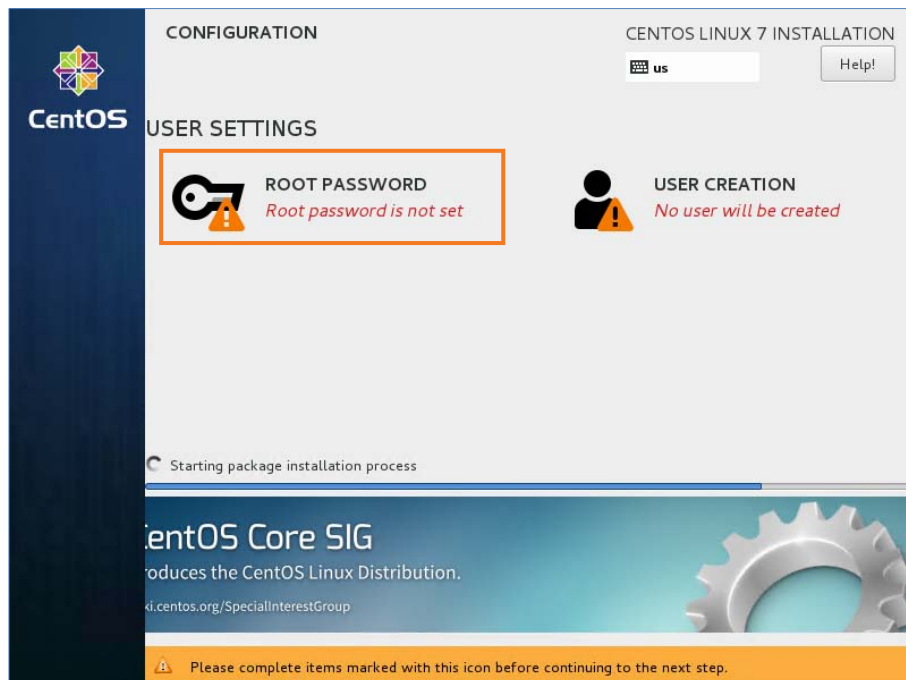 CONFIGURATION
CENTOS LINUX 7 INSTALLATION
us
Help!
CentOS
USER SETTINGS
ROOT PASSWORD
Root password is not set
USER CREATION
No user will be created
Starting package installation process
CentOS Core SIG
roduces the CentOS Linux Distribution.
ki.centos.org/SpecialInterestGroup
Please complete items marked with this icon before continuing to the next step.